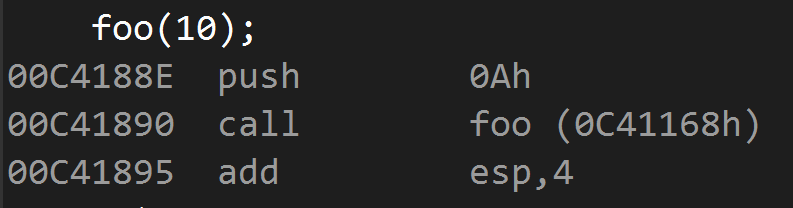 foo(10);
00C4188E push 0Ah
00C41890 call foo (0C41168h)
00C41895 add esp,4